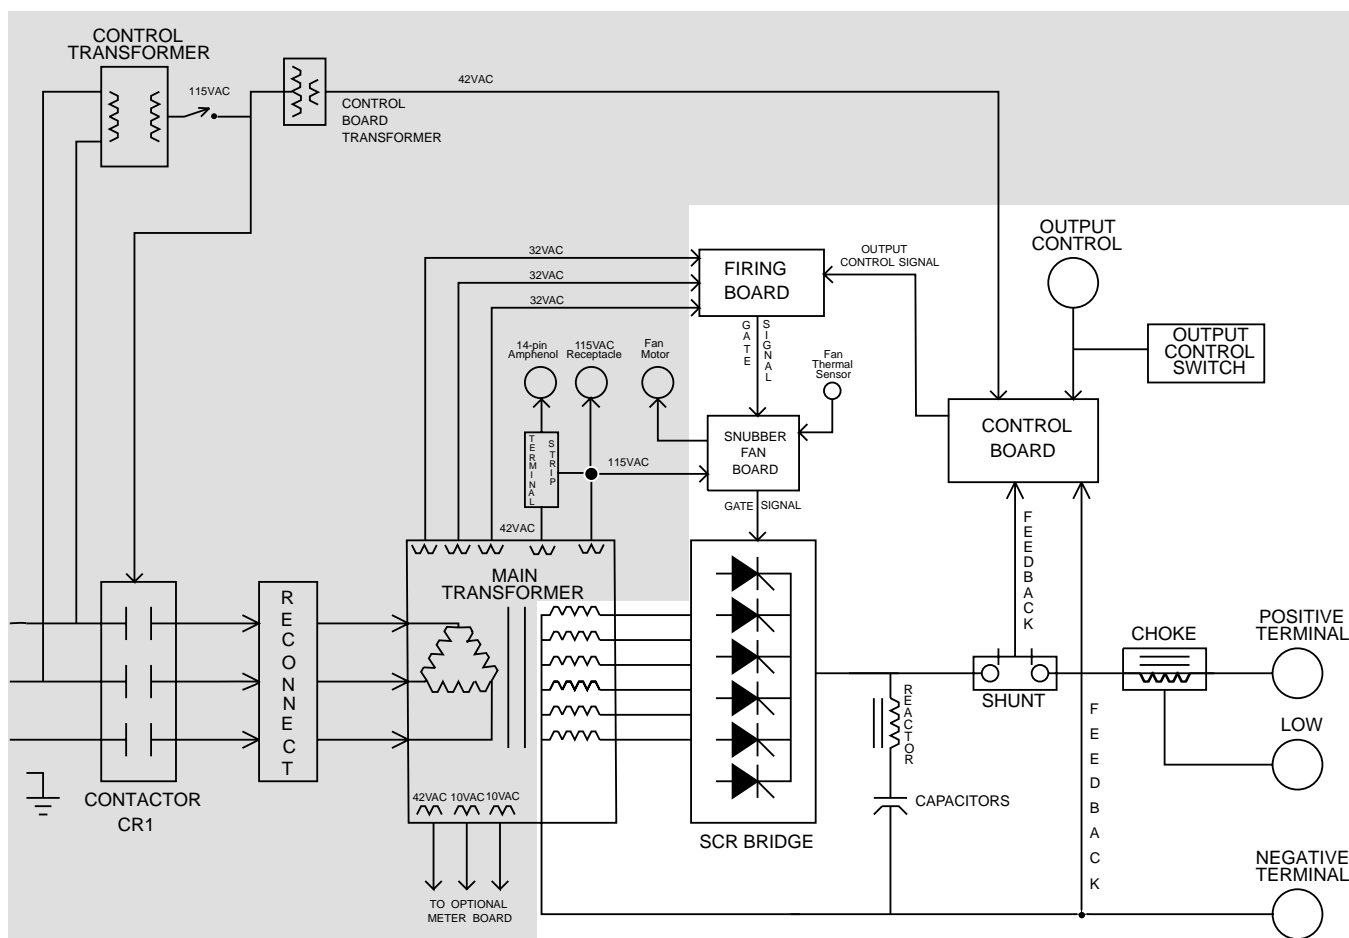 CONTROL
TRANSFORMER
115VAC
CONTROL
BOARD
TRANSFORMER
42VAC
OUTPUT
CONTROL
OUTPUT
CONTROL SIGNAL
32VAC
32VAC
32VAC
FIRING
BOARD
GATE
SIGNAL
OUTPUT
CONTROL
SWITCH
14-pin
Amphenol
115VAC
Receptacle
Fan
Motor
Fan
Thermal
Sensor
TERMINAL
STRIP
115VAC
SNUBBER
FAN
BOARD
CONTROL
BOARD
42VAC
GATE SIGNAL
FEEDBACK
MAIN
TRANSFORMER
RECONNECT
CONTACTOR
CR1
42VAC 10VAC 10VAC
TO OPTIONAL
METER BOARD
SCR BRIDGE
REACTOR
CAPACITORS
SHUNT
FEEDBACK
CHOKE
POSITIVE
TERMINAL
LOW
NEGATIVE
TERMINAL